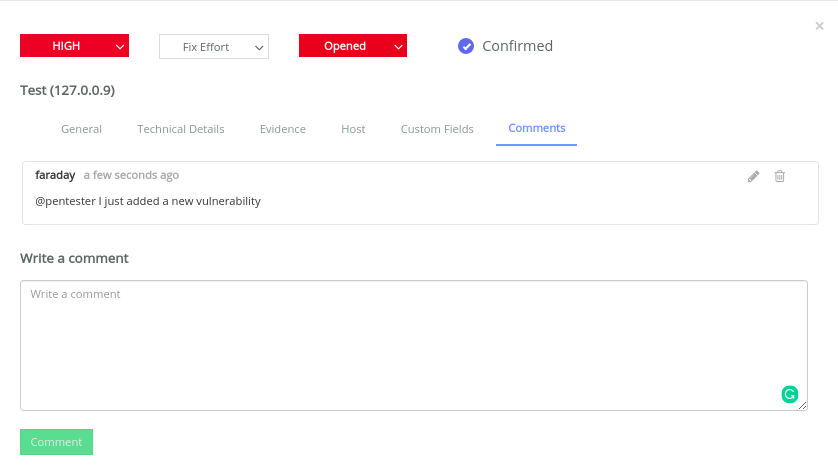 HIGH
Fix Effort
Opened
Confirmed
Test (127.0.0.9)
General
Technical Details
Evidence
Host
Custom Fields
Comments
faraday a few seconds ago
@pentester I just added a new vulnerability
Write a comment
Write a comment
Comment